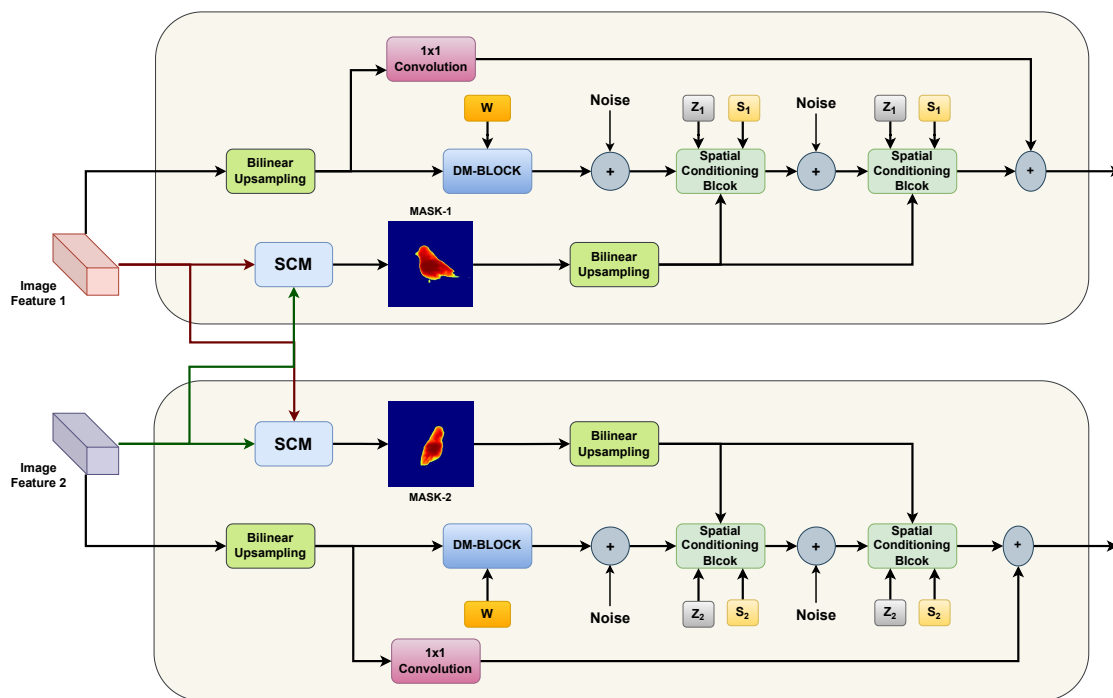 1x1
Convolution
W
Noise
Z1
S1
Noise
Z1
S1
Bilinear
Upsampling
DM-BLOCK
+
Spatial
Conditioning
Blcok
+
Spatial
Conditioning
Blcok
+
MASK-1
Image
Feature 1
SCM
Bilinear
Upsampling
Image
Feature 2
SCM
Bilinear
Upsampling
MASK-2
Bilinear
Upsampling
DM-BLOCK
+
Spatial
Conditioning
Blcok
+
Spatial
Conditioning
Blcok
+
W
Noise
Z2
S2
Noise
Z2
S2
1x1
Convolution